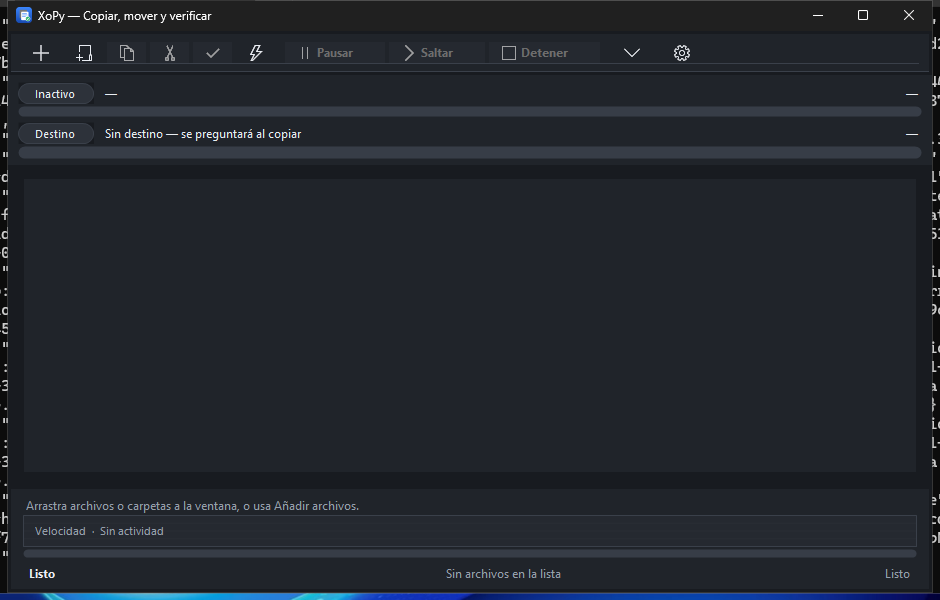 XoPy — Copiar, mover y verificar
Pausar Saltar Detener
Inactivo — —
Destino Sin destino — se preguntará al copiar —
Arrastra archivos o carpetas a la ventana, o usa Añadir archivos.
Velocidad · Sin actividad
Listo Sin archivos en la lista Listo